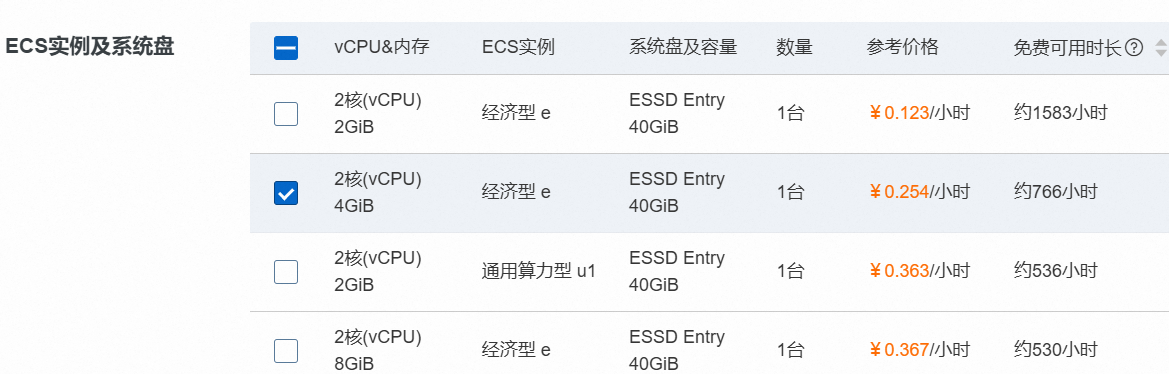 ECS实例及系统盘
vCPU&内存 ECS实例 系统盘及容量 数量 参考价格 免费可用时长?
2核(vCPU)
2GiB
经济型 e
ESSD Entry
40GiB
1台
¥0.123/小时
约1583小时
2核(vCPU)
4GiB
经济型 e
ESSD Entry
40GiB
1台
¥0.254/小时
约766小时
2核(vCPU)
2GiB
通用算力型 u1
ESSD Entry
40GiB
1台
¥0.363/小时
约536小时
2核(vCPU)
8GiB
经济型 e
ESSD Entry
40GiB
1台
¥0.367/小时
约530小时